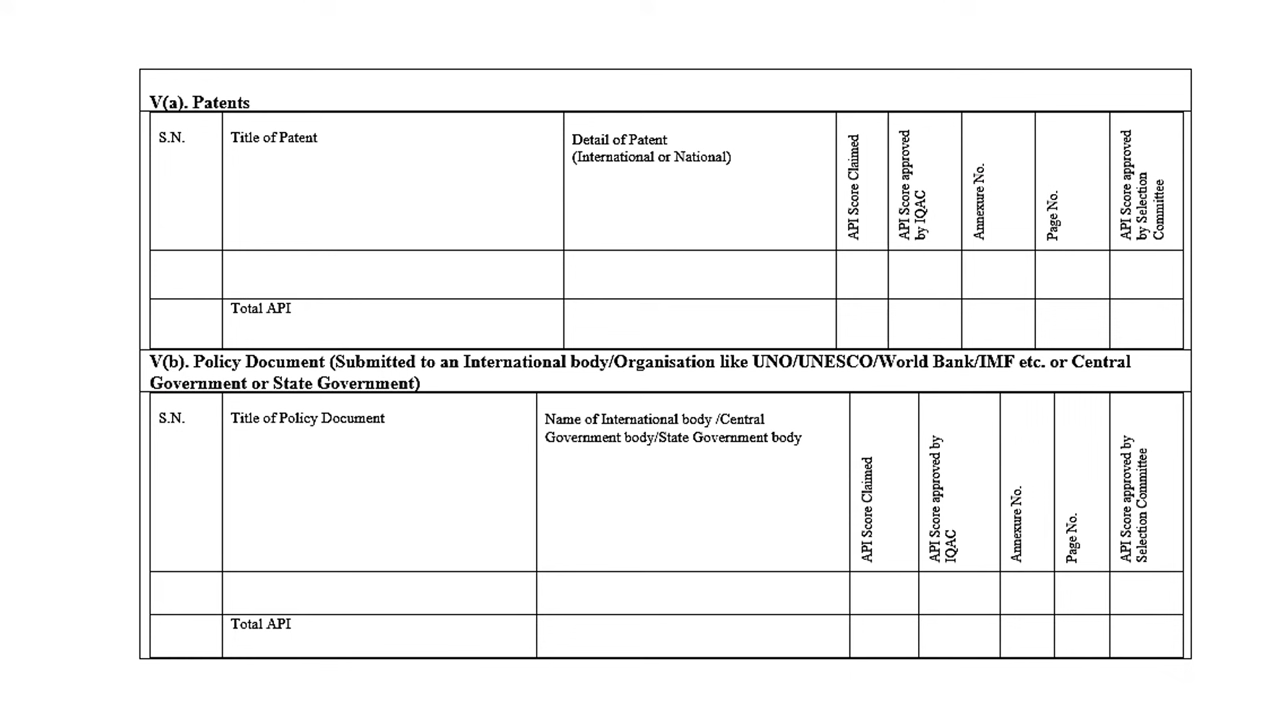 V(a). Patents
S.N.
Title of Patent
Detail of Patent
(International or National)
API Score Claimed
API Score approved
by IQAC
Annexure No.
Page No.
API Score approved
by Selection
Committee
Total API
V(b). Policy Document (Submitted to an International body/Organisation like UNO/UNESCO/World Bank/IMF etc. or Central
Government or State Government)
S.N.
Title of Policy Document
Name of International body /Central
Government body/State Government body
API Score Claimed
API Score approved by
IQAC
Annexure No.
Page No.
API Score approved by
Selection Committee
Total API